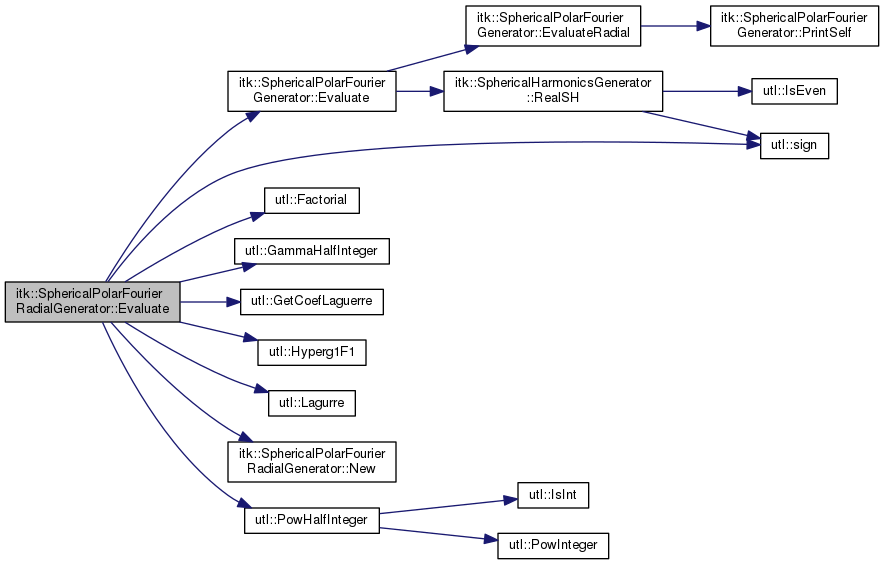 itk::SphericalPolarFourier
Generator::EvaluateRadial
itk::SphericalPolarFourier
Generator::PrintSelf
itk::SphericalPolarFourier
Generator::Evaluate
itk::SphericalHarmonicsGenerator
::RealSH
utl::IsEven
utl::sign
utl::Factorial
utl::GammaHalfInteger
itk::SphericalPolarFourier
RadialGenerator::Evaluate
utl::GetCoefLaguerre
utl::Hyperg1F1
utl::Lagurre
itk::SphericalPolarFourier
RadialGenerator::New
utl::PowHalfInteger
utl::IsInt
utl::PowInteger